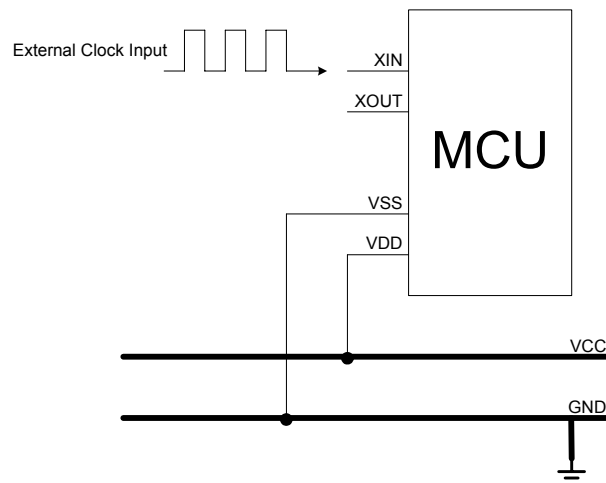 External Clock Input
XIN
XOUT
MCU
VSS
VDD
VCC
GND